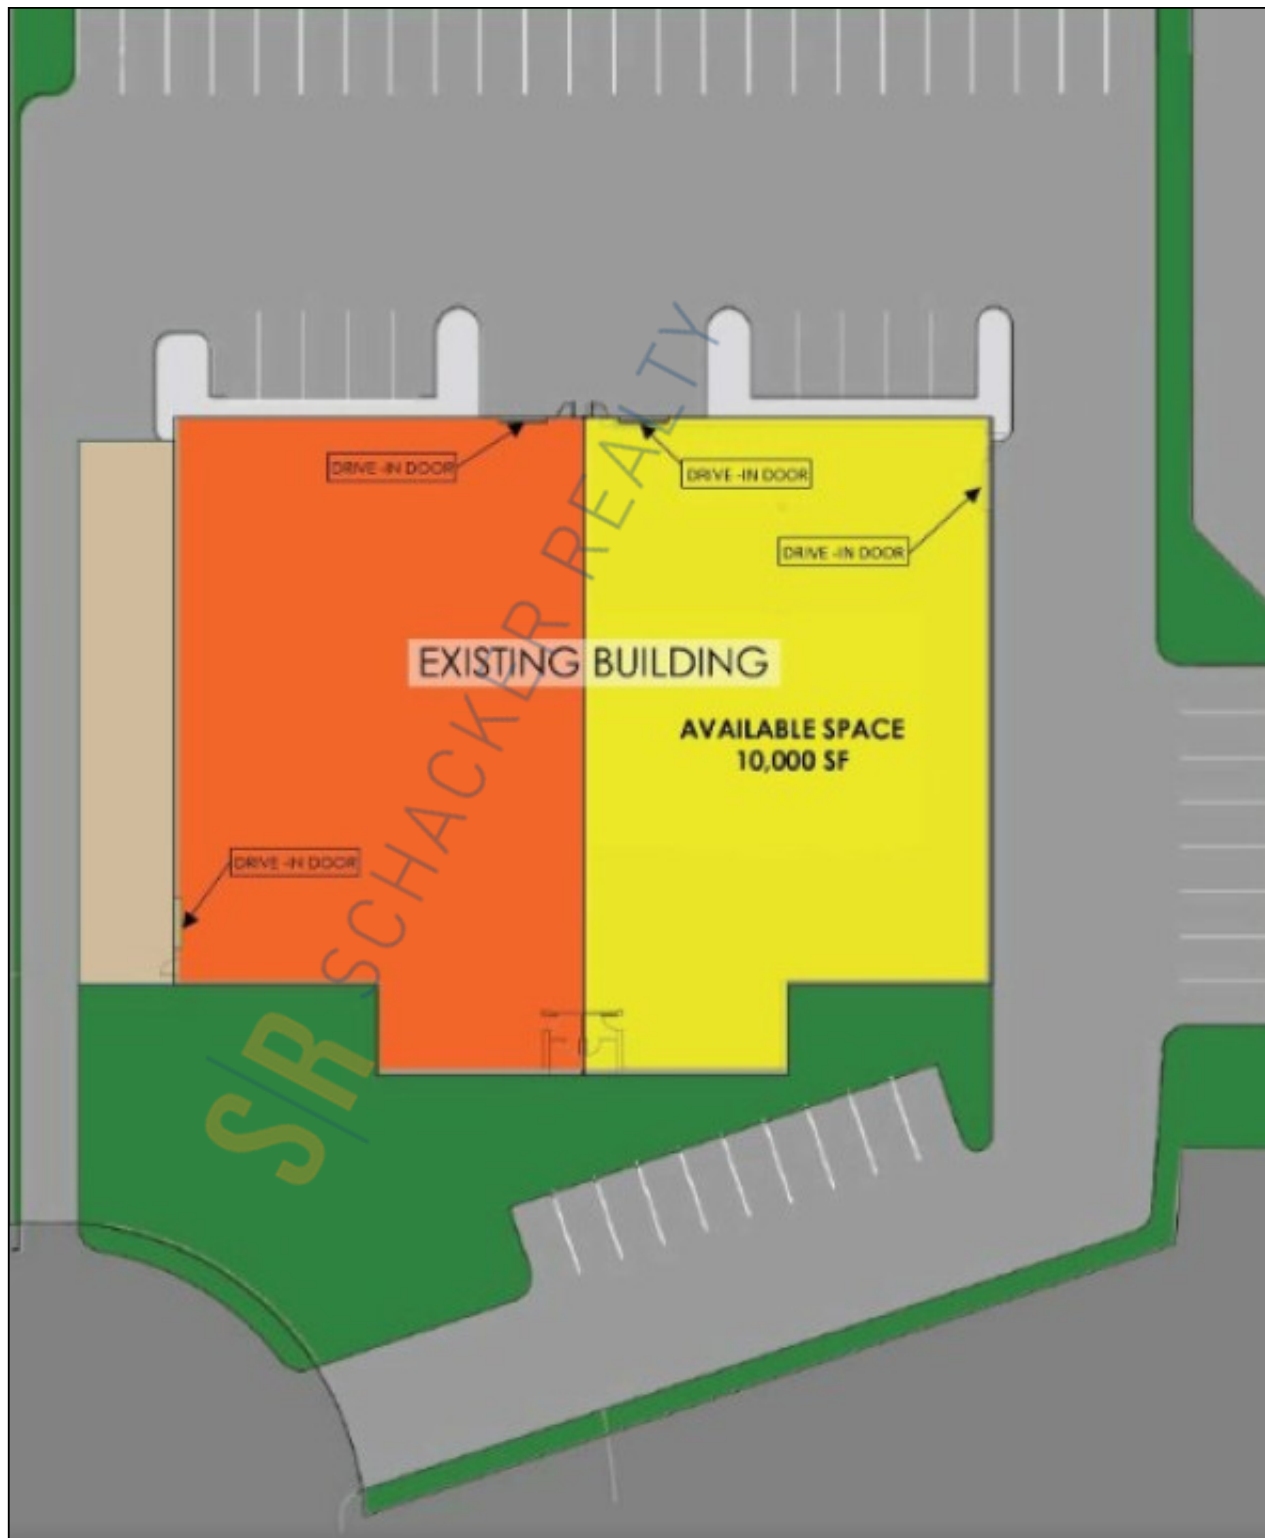 DRIVE -IN DOOR
DRIVE -IN DOOR
DRIVE -IN DOOR
EXISTING BUILDING
AVAILABLE SPACE
10,000 SF
DRIVE -IN DOOR
SR SCHACKER REALTY